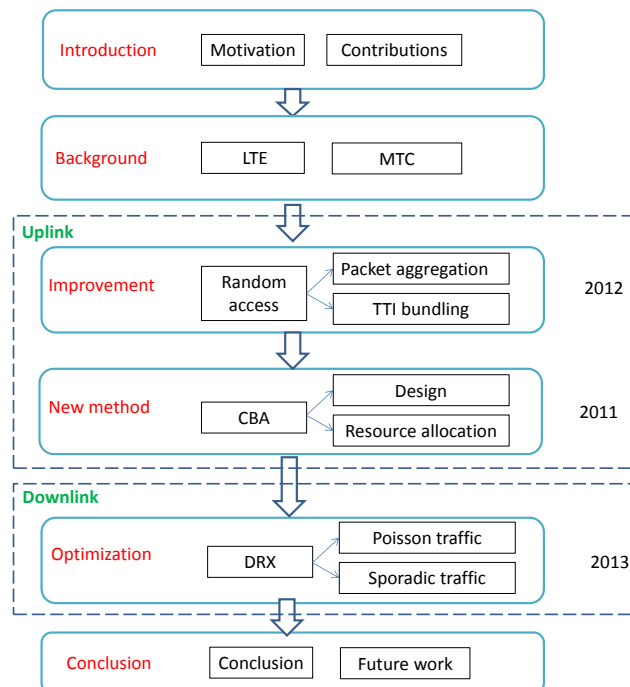 Introduction
Motivation
Contributions
Background
LTE
MTC
Uplink
Improvement
Random
access
Packet aggregation
TTI bundling
2012
New method
CBA
Design
Resource allocation
2011
Downlink
Optimization
DRX
Poisson traffic
Sporadic traffic
2013
Conclusion
Conclusion
Future work